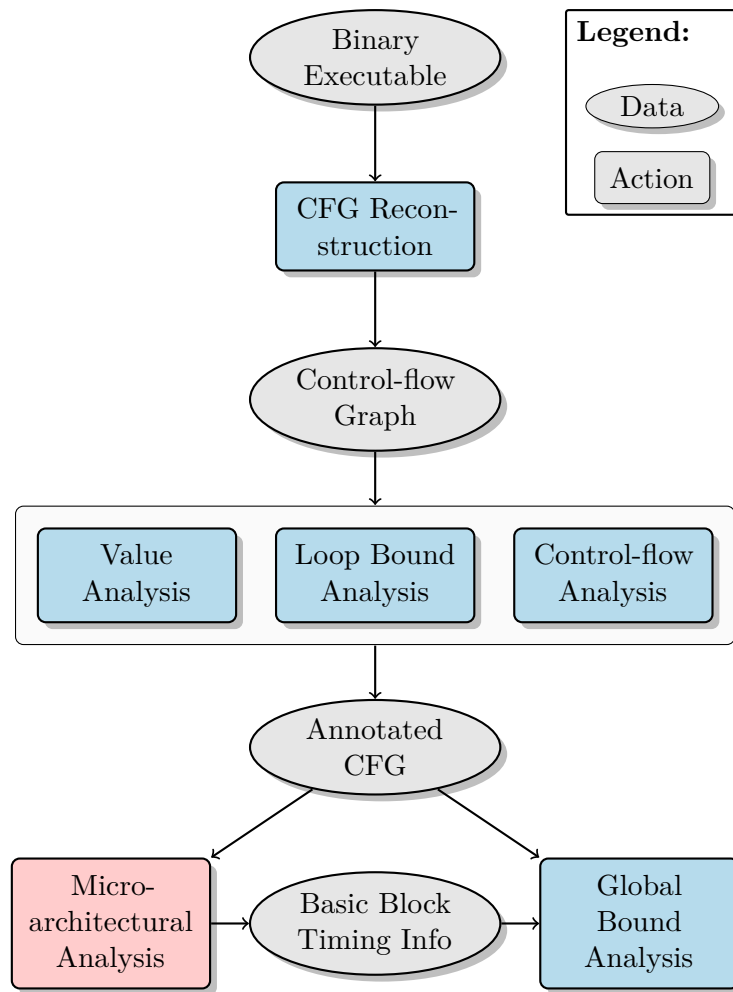 Binary
Executable
Legend:
Data
Action
CFG Recon-
struction
Control-flow
Graph
Value
Analysis
Loop Bound
Analysis
Control-flow
Analysis
Annotated
CFG
Micro-
architectural
Analysis
Basic Block
Timing Info
Global
Bound
Analysis